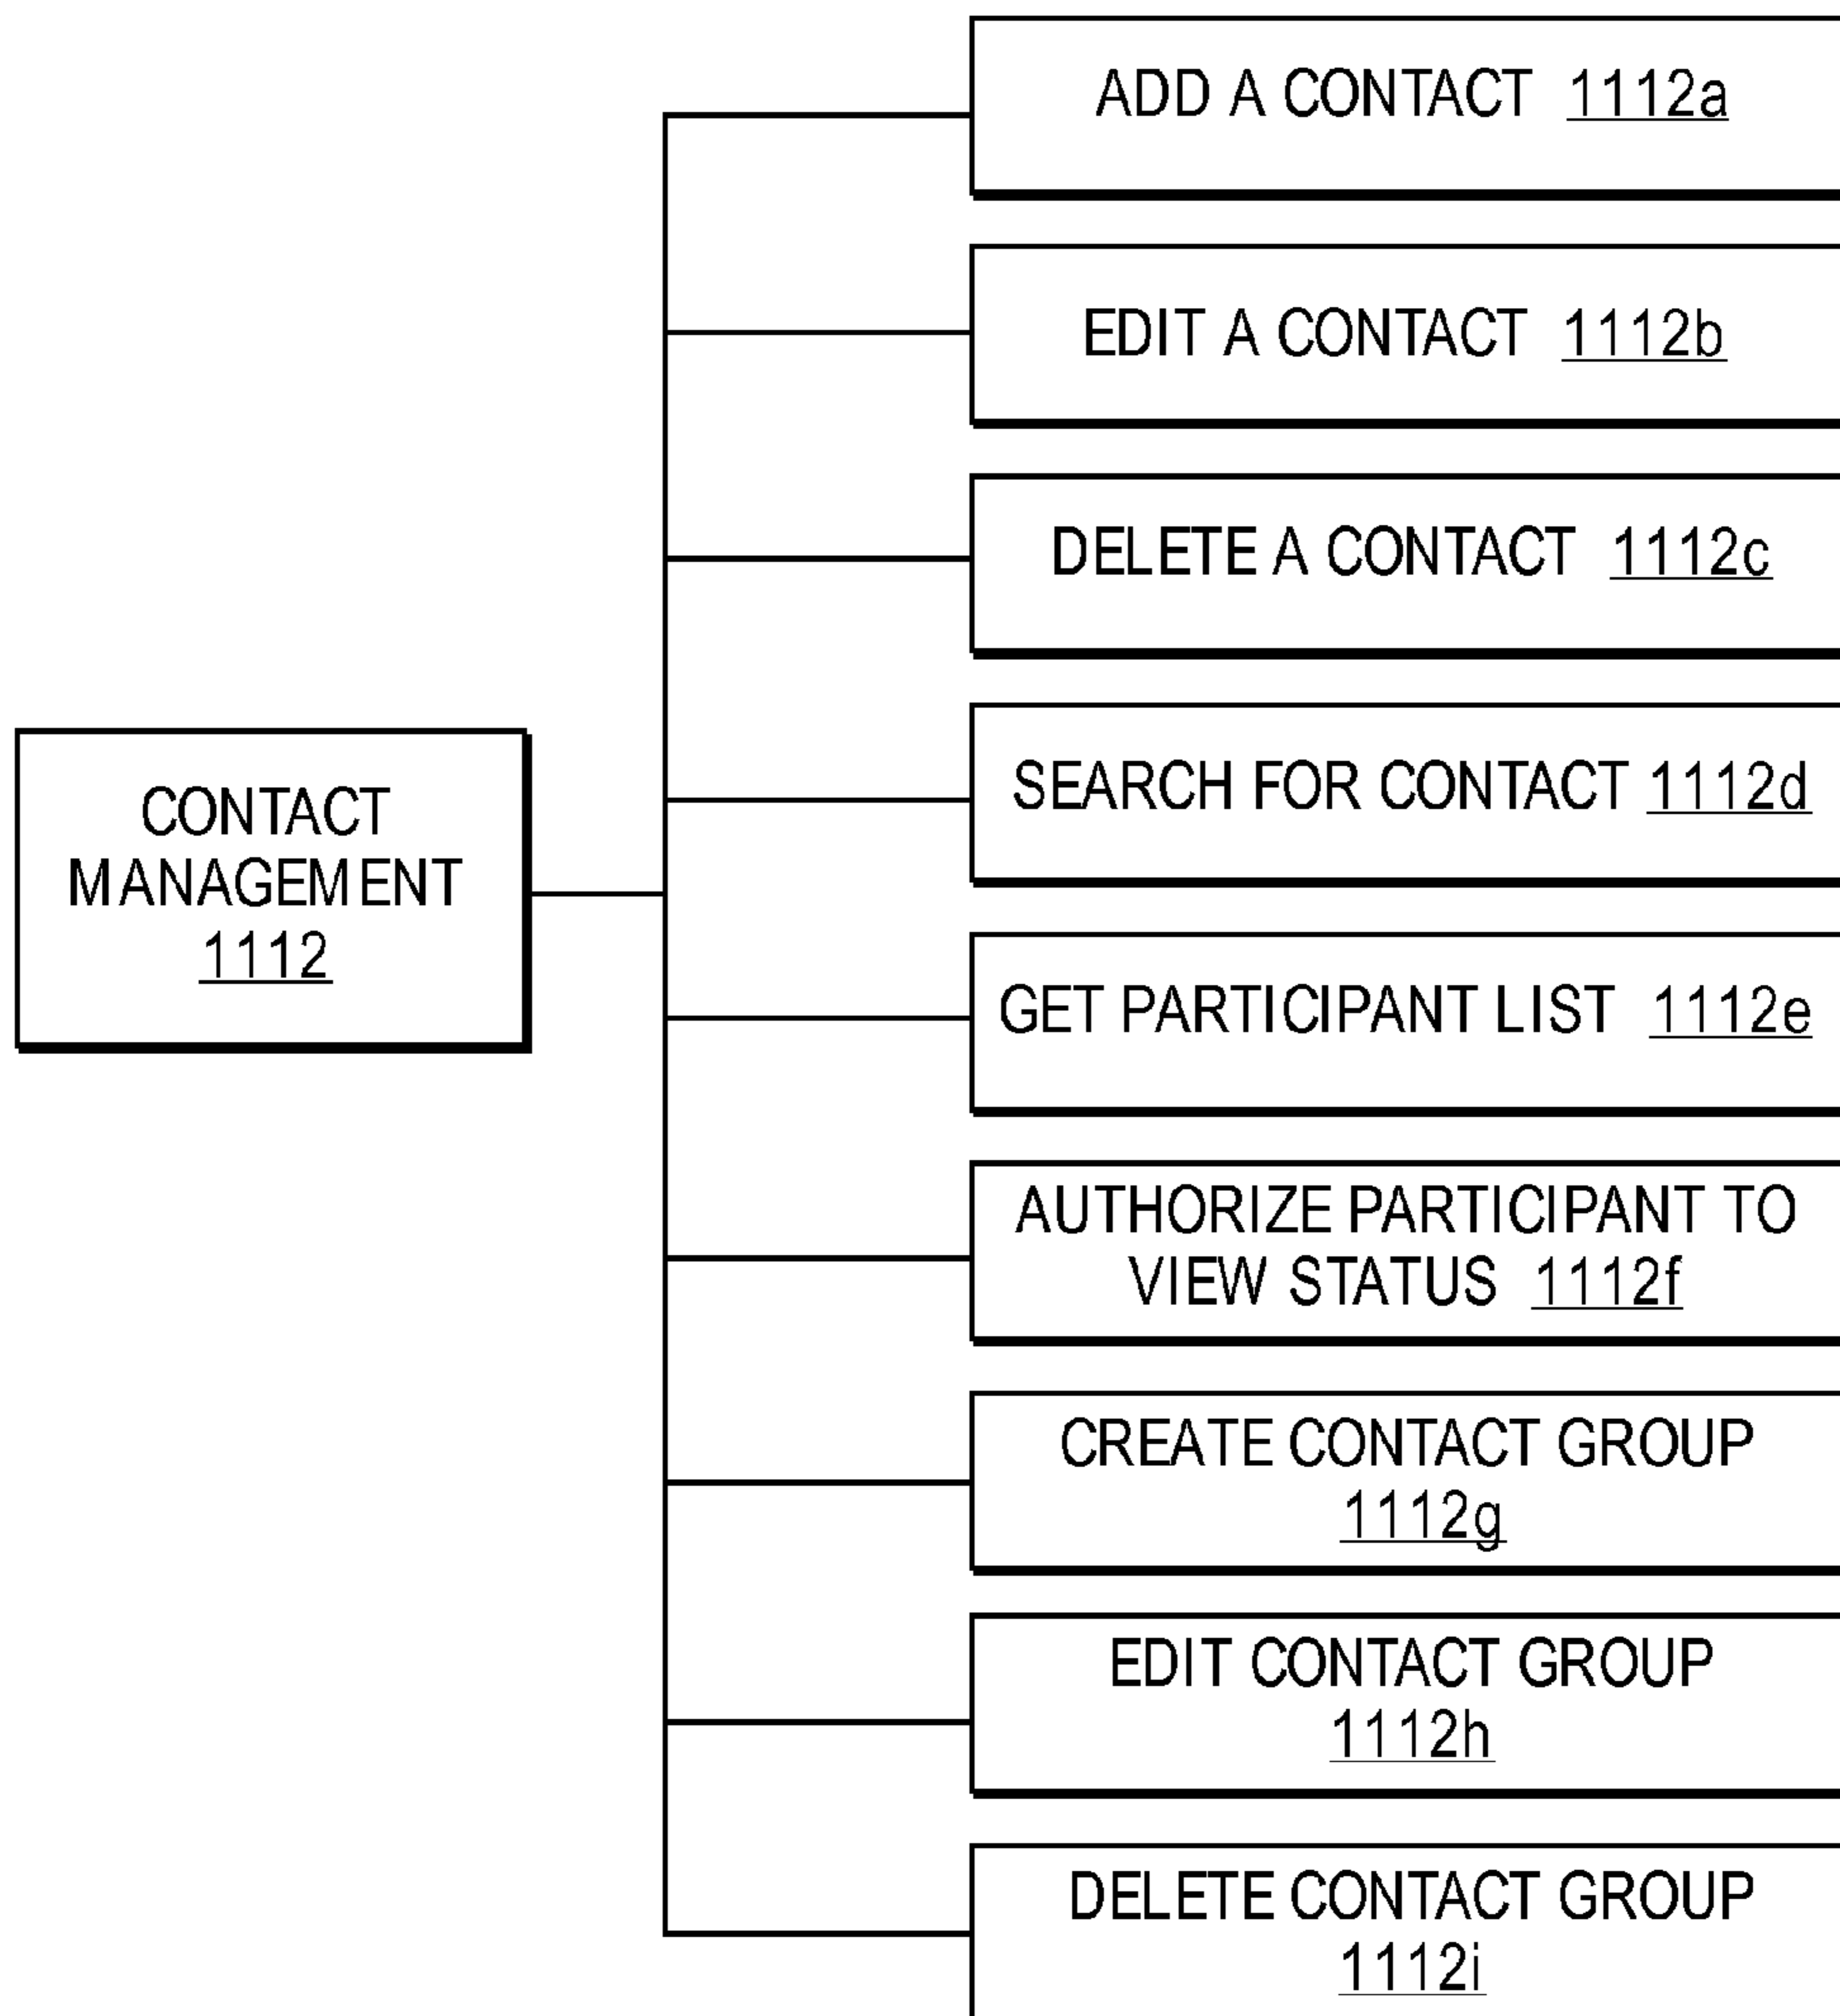 ADD A CONTACT 1112a
EDIT A CONTACT 1112b
DELETE A CONTACT 1112c
SEARCH FOR CONTACT 1112d
CONTACT
MANAGEMENT
1112
GET PARTICIPANT LIST 1112e
AUTHORIZE PARTICIPANT TO
VIEW STATUS 1112f
CREATE CONTACT GROUP
1112g
EDIT CONTACT GROUP
1112h
DELETE CONTACT GROUP
1112i